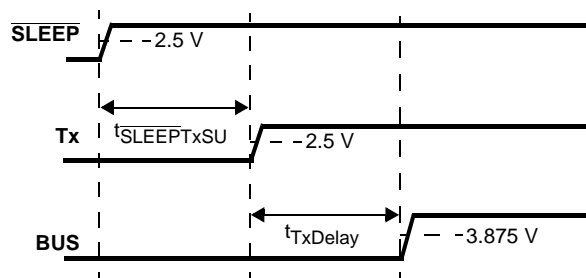 SLEEP
2.5 V
tSLEEPTxSU
Tx
2.5 V
tTxDelay
BUS
3.875 V